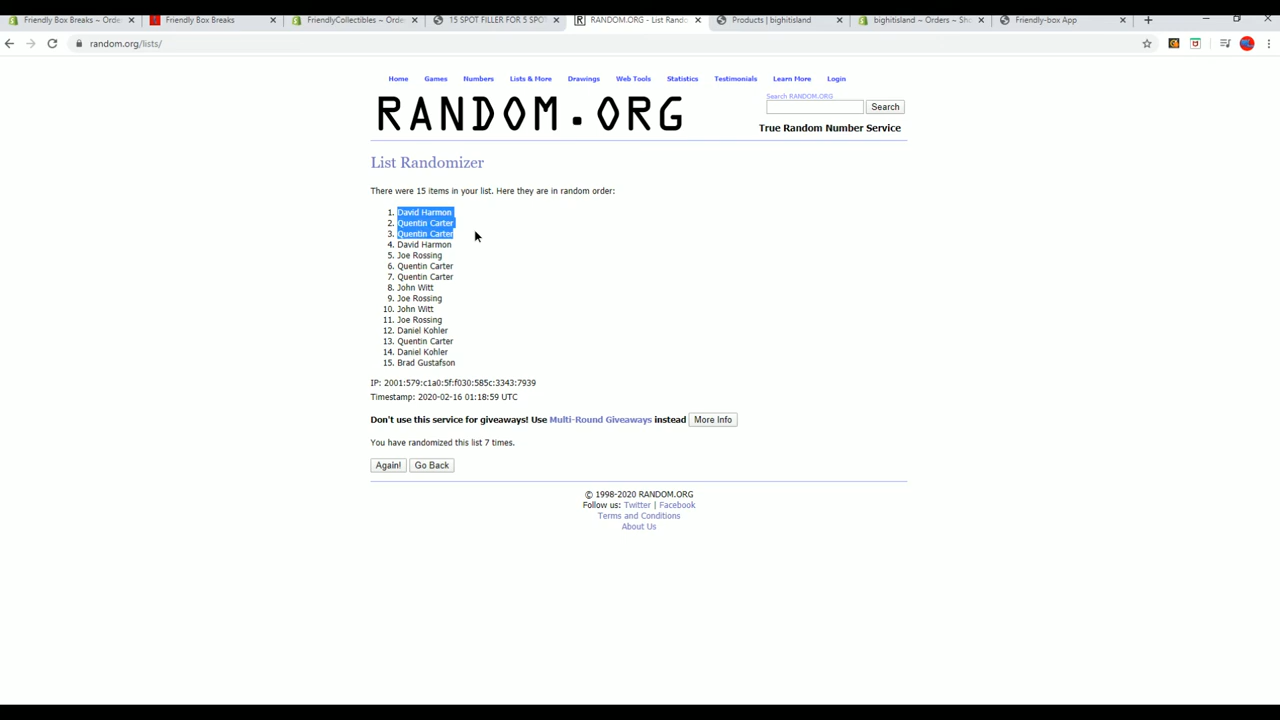 Friendly Box Breaks ~ Orde
Friendly Box Breaks
FriendlyCollectibles ~ Orde
15 SPOT FILLER FOR 5 SPOT
RANDOM.ORG - List Rando
Products | bighitisland
bighitisland ~ Orders ~ Sho
Friendly-box App
random.org/lists/
Home Games Numbers Lists & More Drawings Web Tools Statistics Testimonials Learn More Login
RANDOM.ORG
Search RANDOM.ORG
Search
True Random Number Service
List Randomizer
There were 15 items in your list. Here they are in random order:
1. David Harmon
2. Quentin Carter
3. Quentin Carter
4. David Harmon
5. Joe Rossing
6. Quentin Carter
7. Quentin Carter
8. John Witt
9. Joe Rossing
10. John Witt
11. Joe Rossing
12. Daniel Kohler
13. Quentin Carter
14. Daniel Kohler
15. Brad Gustafson
IP: 2001:579:c1a0:5f:f030:585c:3343:7939
Timestamp: 2020-02-16 01:18:59 UTC
Don't use this service for giveaways! Use Multi-Round Giveaways instead More Info
You have randomized this list 7 times.
Again! Go Back
© 1998-2020 RANDOM.ORG
Follow us: Twitter | Facebook
Terms and Conditions
About Us